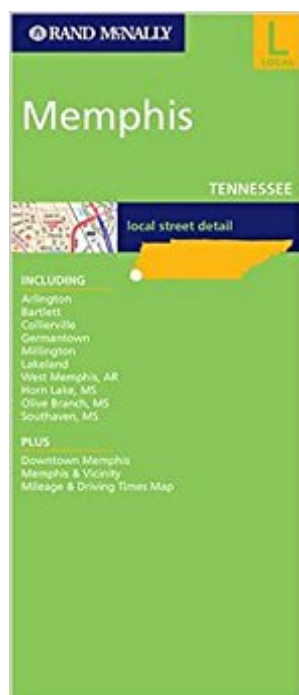 RAND McNALLY
L
LOCAL
Memphis
TENNESSEE
local street detail
INCLUDING
Arlington
Bartlett
Collierville
Germantown
Millington
Lakeland
West Memphis, AR
Horn Lake, MS
Olive Branch, MS
Southaven, MS
PLUS
Downtown Memphis
Memphis & Vicinity
Mileage & Driving Times Map